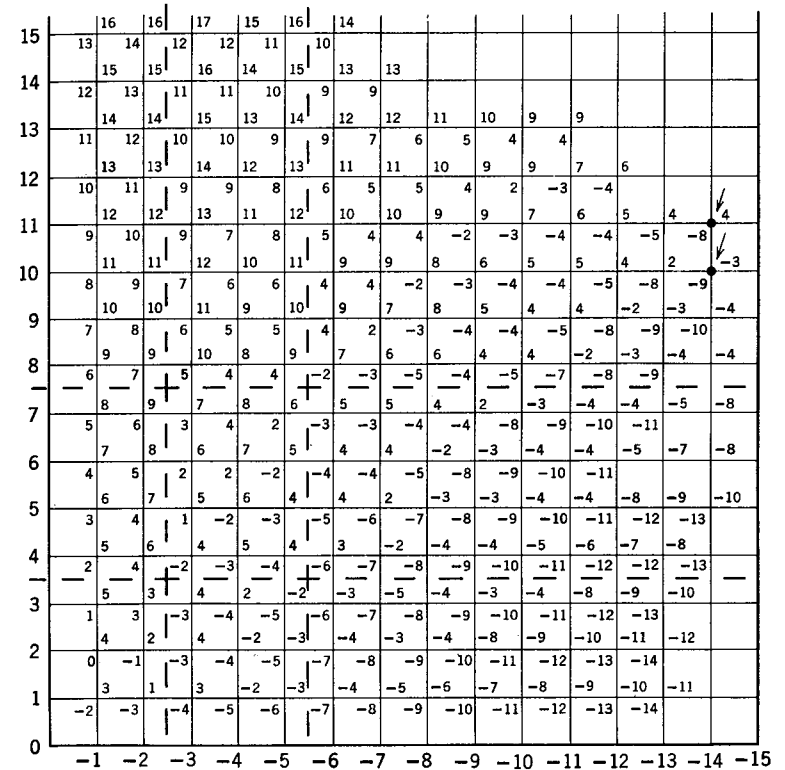 16 16 17 15 16 14
15
13 14 12 12 11 10
15 15 16 14 15 13 13
14
12 13 11 11 10 9 9
14 14 15 13 14 12 12 11 10 9 9
13
11 12 10 10 9 9 7 6 5 4 4
13 13 14 12 13 11 11 10 9 9 7 6
12
10 11 9 9 8 6 5 5 4 2 −3 −4
12 12 13 11 12 10 10 9 9 7 6 5 4 4
11
9 10 9 7 8 5 4 4 −2 −3 −4 −4 −5 −8
11 11 12 10 11 9 9 8 6 5 5 4 2 −3
10
8 9 7 6 6 4 4 −2 −3 −4 −4 −5 −8 −9
10 10 11 9 10 9 7 8 5 4 4 −2 −3 −4
9
7 8 6 5 5 4 2 −3 −4 −4 −5 −8 −9 −10
9 9 10 8 9 7 6 6 4 4 −2 −3 −4 −4
8
6 7 5 4 4 −2 −3 −5 −4 −5 −7 −8 −9
8 9 7 8 6 5 5 4 2 −3 −4 −4 −5 −8
7
5 6 3 4 2 −3 −3 −4 −4 −8 −9 −10 −11
7 8 6 7 5 4 4 −2 −3 −4 −4 −5 −7 −8
6
4 5 2 2 −2 −4 −4 −5 −8 −9 −10 −11
6 7 5 6 4 4 2 −3 −3 −4 −4 −8 −9 −10
5
3 4 1 −2 −3 −5 −6 −7 −8 −9 −10 −11 −12 −13
5 6 4 5 4 3 −2 −4 −4 −5 −6 −7 −8
4
2 4 −2 −3 −4 −6 −7 −8 −9 −10 −11 −12 −12 −13
5 3 4 2 −2 −3 −5 −4 −3 −4 −8 −9 −10
3
1 3 −3 −4 −5 −6 −7 −8 −9 −10 −11 −12 −13
4 2 4 −2 −3 −4 −3 −4 −8 −9 −10 −11 −12
2
0 −1 −3 −4 −5 −7 −8 −9 −10 −11 −12 −13 −14
3 1 3 −2 −3 −4 −5 −6 −7 −8 −9 −10 −11
1
−2 −3 −4 −5 −6 −7 −8 −9 −10 −11 −12 −13 −14
0
−1 −2 −3 −4 −5 −6 −7 −8 −9 −10 −11 −12 −13 −14 −15